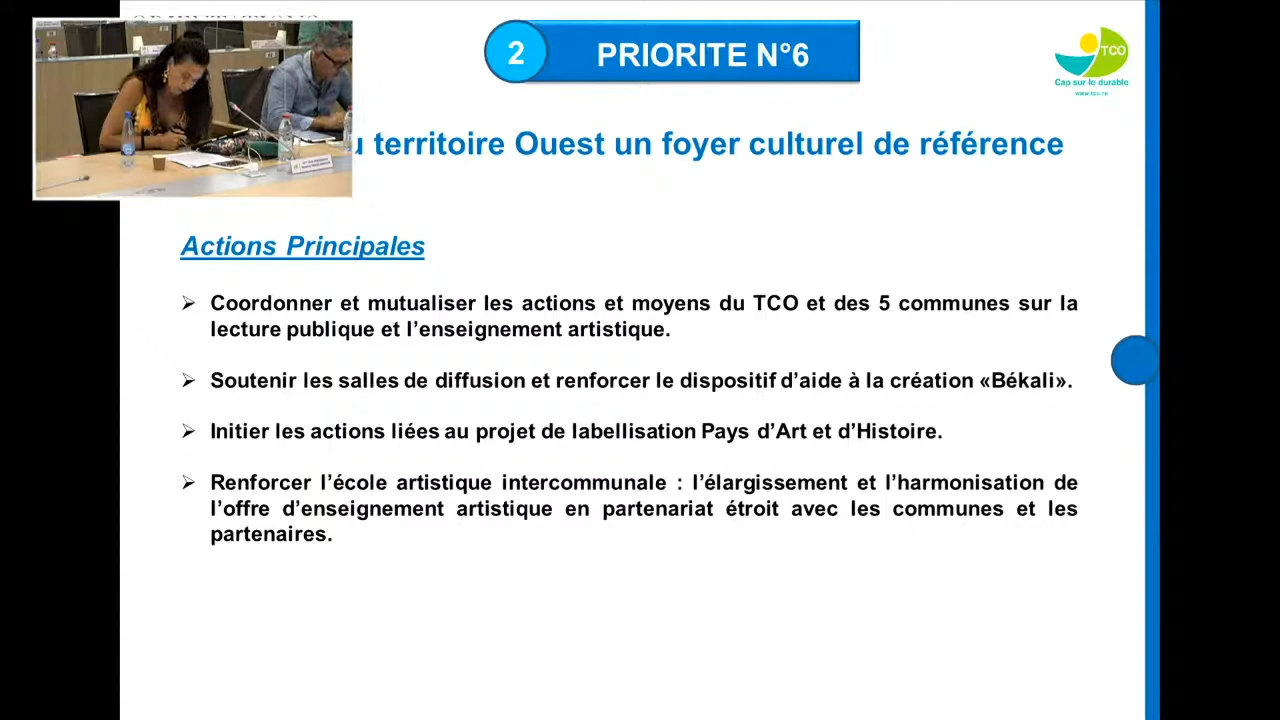 2
PRIORITE N°6
TCO
Cap sur le durable
www.tco.re
territoire Ouest un foyer culturel de référence
Actions Principales
➢ Coordonner et mutualiser les actions et moyens du TCO et des 5 communes sur la
lecture publique et l’enseignement artistique.
➢ Soutenir les salles de diffusion et renforcer le dispositif d’aide à la création «Békali».
➢ Initier les actions liées au projet de labellisation Pays d’Art et d’Histoire.
➢ Renforcer l’école artistique intercommunale : l’élargissement et l’harmonisation de
l’offre d’enseignement artistique en partenariat étroit avec les communes et les
partenaires.